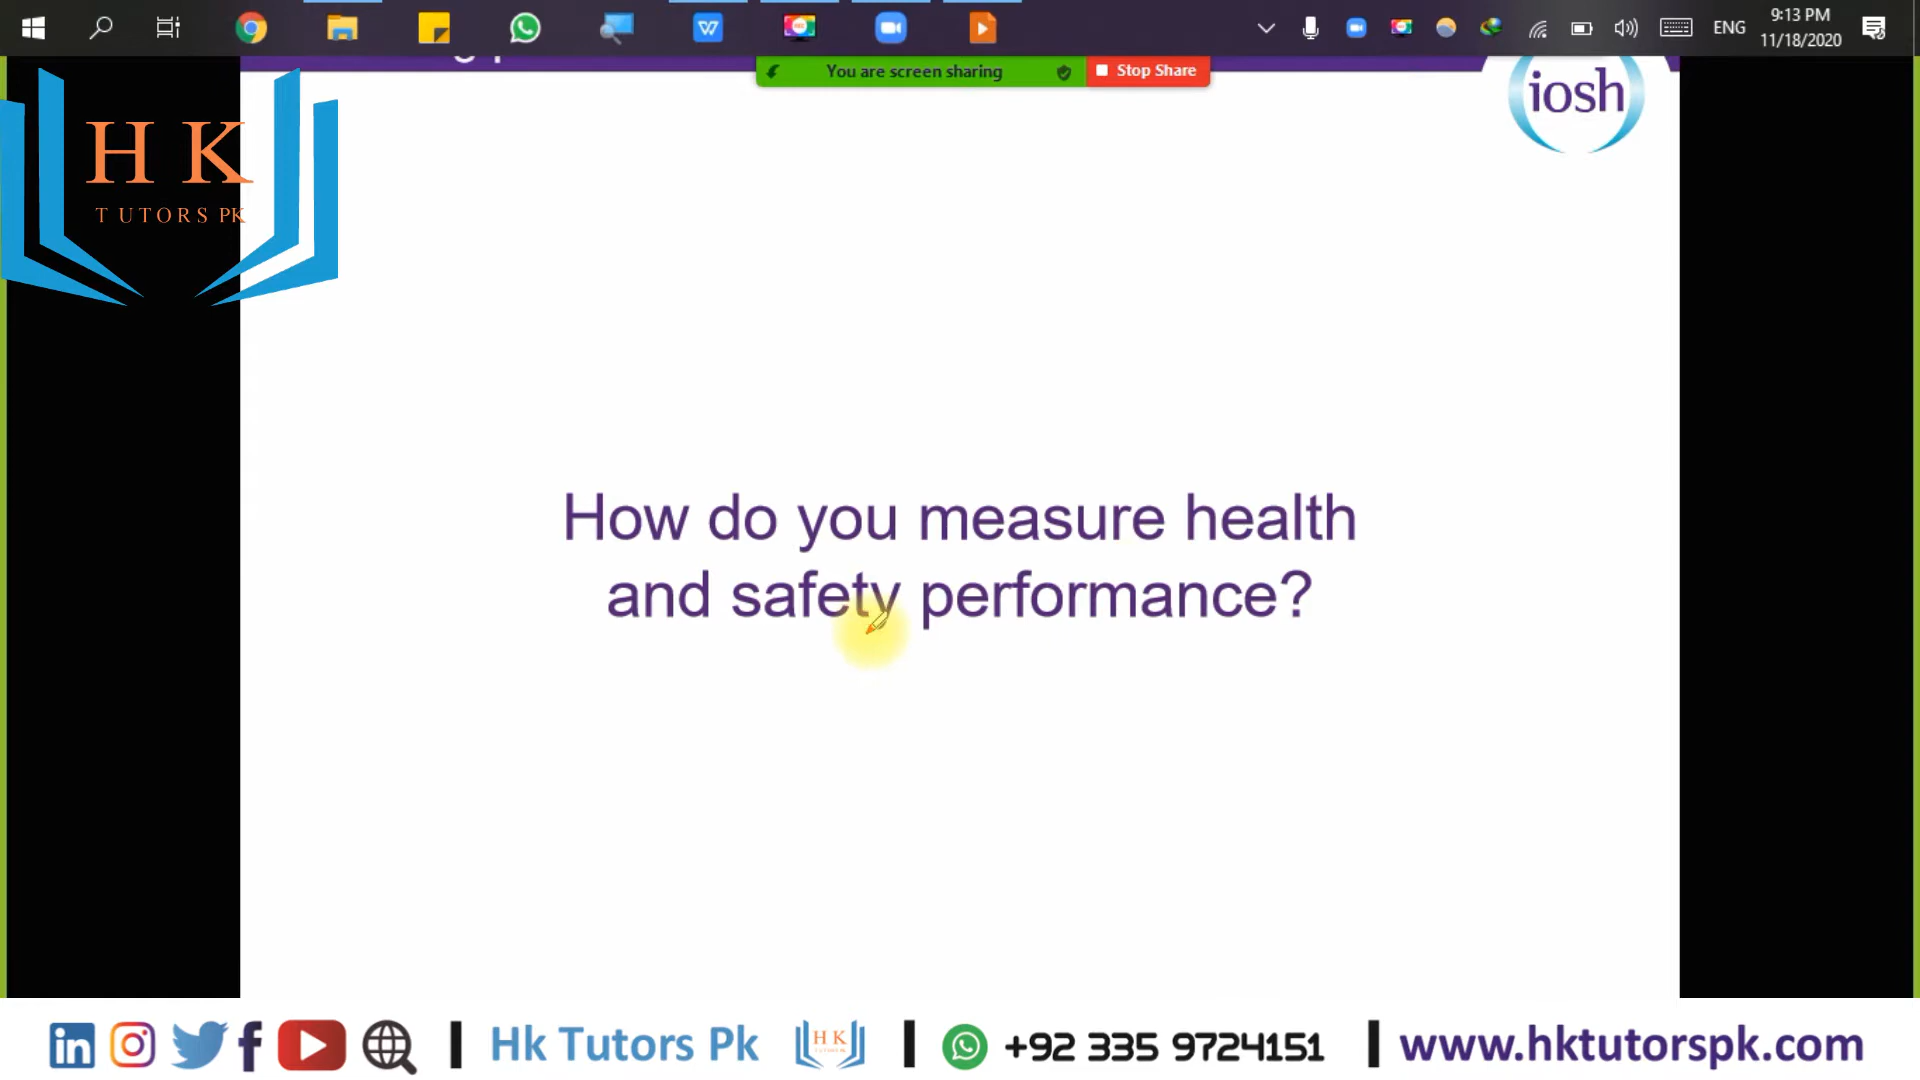 ENG
9:13 PM
11/18/2020
You are screen sharing
Stop Share
iosh
H K
TUTORS PK
How do you measure health
and safety performance?
Hk Tutors Pk
H K
+92 335 9724151
www.hktutorspk.com